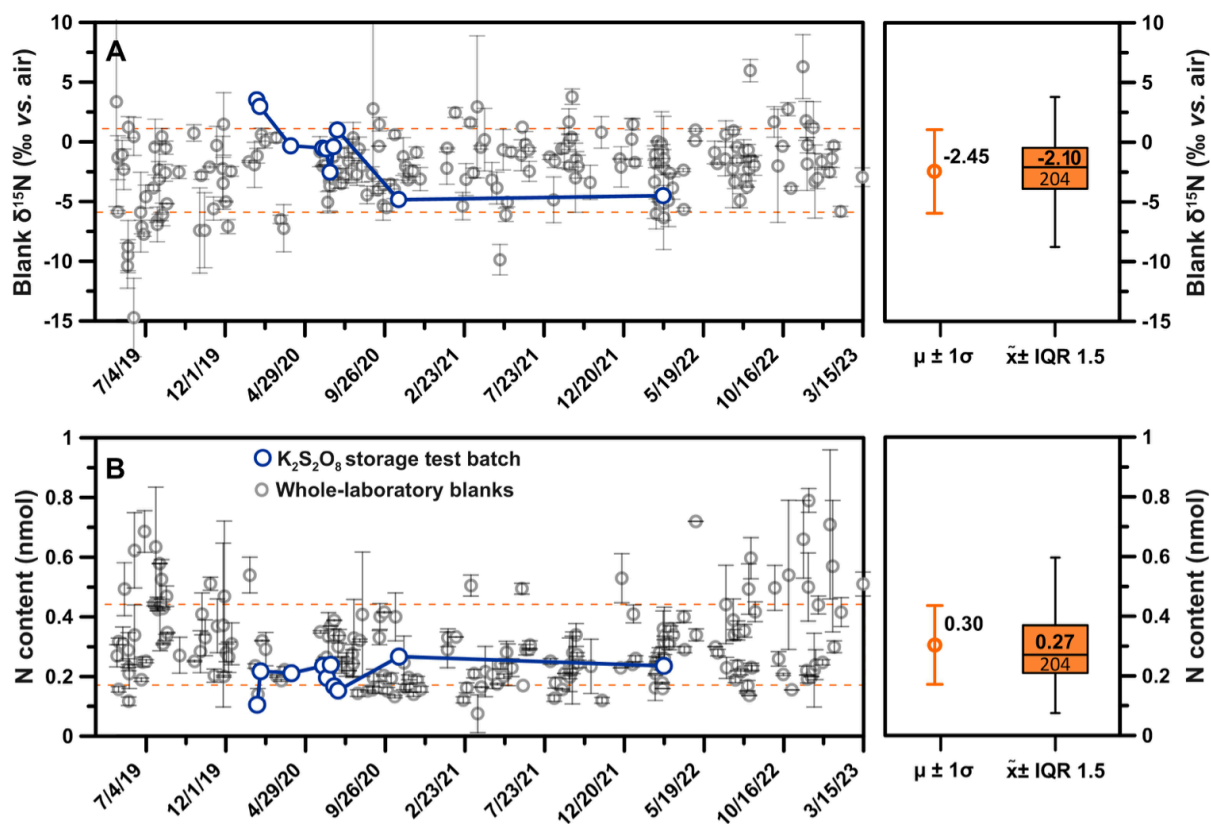 A
Blank δ¹⁵N (‰ vs. air)
10
5
0
-5
-10
-15
7/4/19 12/1/19 4/29/20 9/26/20 2/23/21 7/23/21 12/20/21 5/19/22 10/16/22 3/15/23
-2.45
-2.10
204
μ ± 1σ x̃± IQR 1.5
10
5
0
-5
-10
-15
Blank δ¹⁵N (‰ vs. air)
B
N content (nmol)
1
0.8
0.6
0.4
0.2
0
K₂S₂O₈ storage test batch
Whole-laboratory blanks
7/4/19 12/1/19 4/29/20 9/26/20 2/23/21 7/23/21 12/20/21 5/19/22 10/16/22 3/15/23
0.30
0.27
204
μ ± 1σ x̃± IQR 1.5
1
0.8
0.6
0.4
0.2
0
N content (nmol)